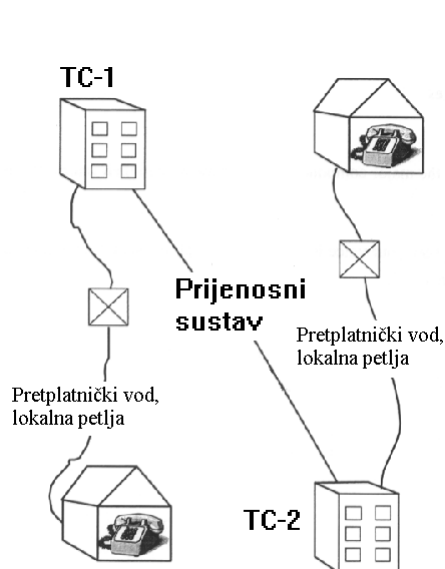 TC-1
Prijenosni
sustav
Pretplatnički vod,
lokalna petlja
Pretplatnički vod,
lokalna petlja
TC-2